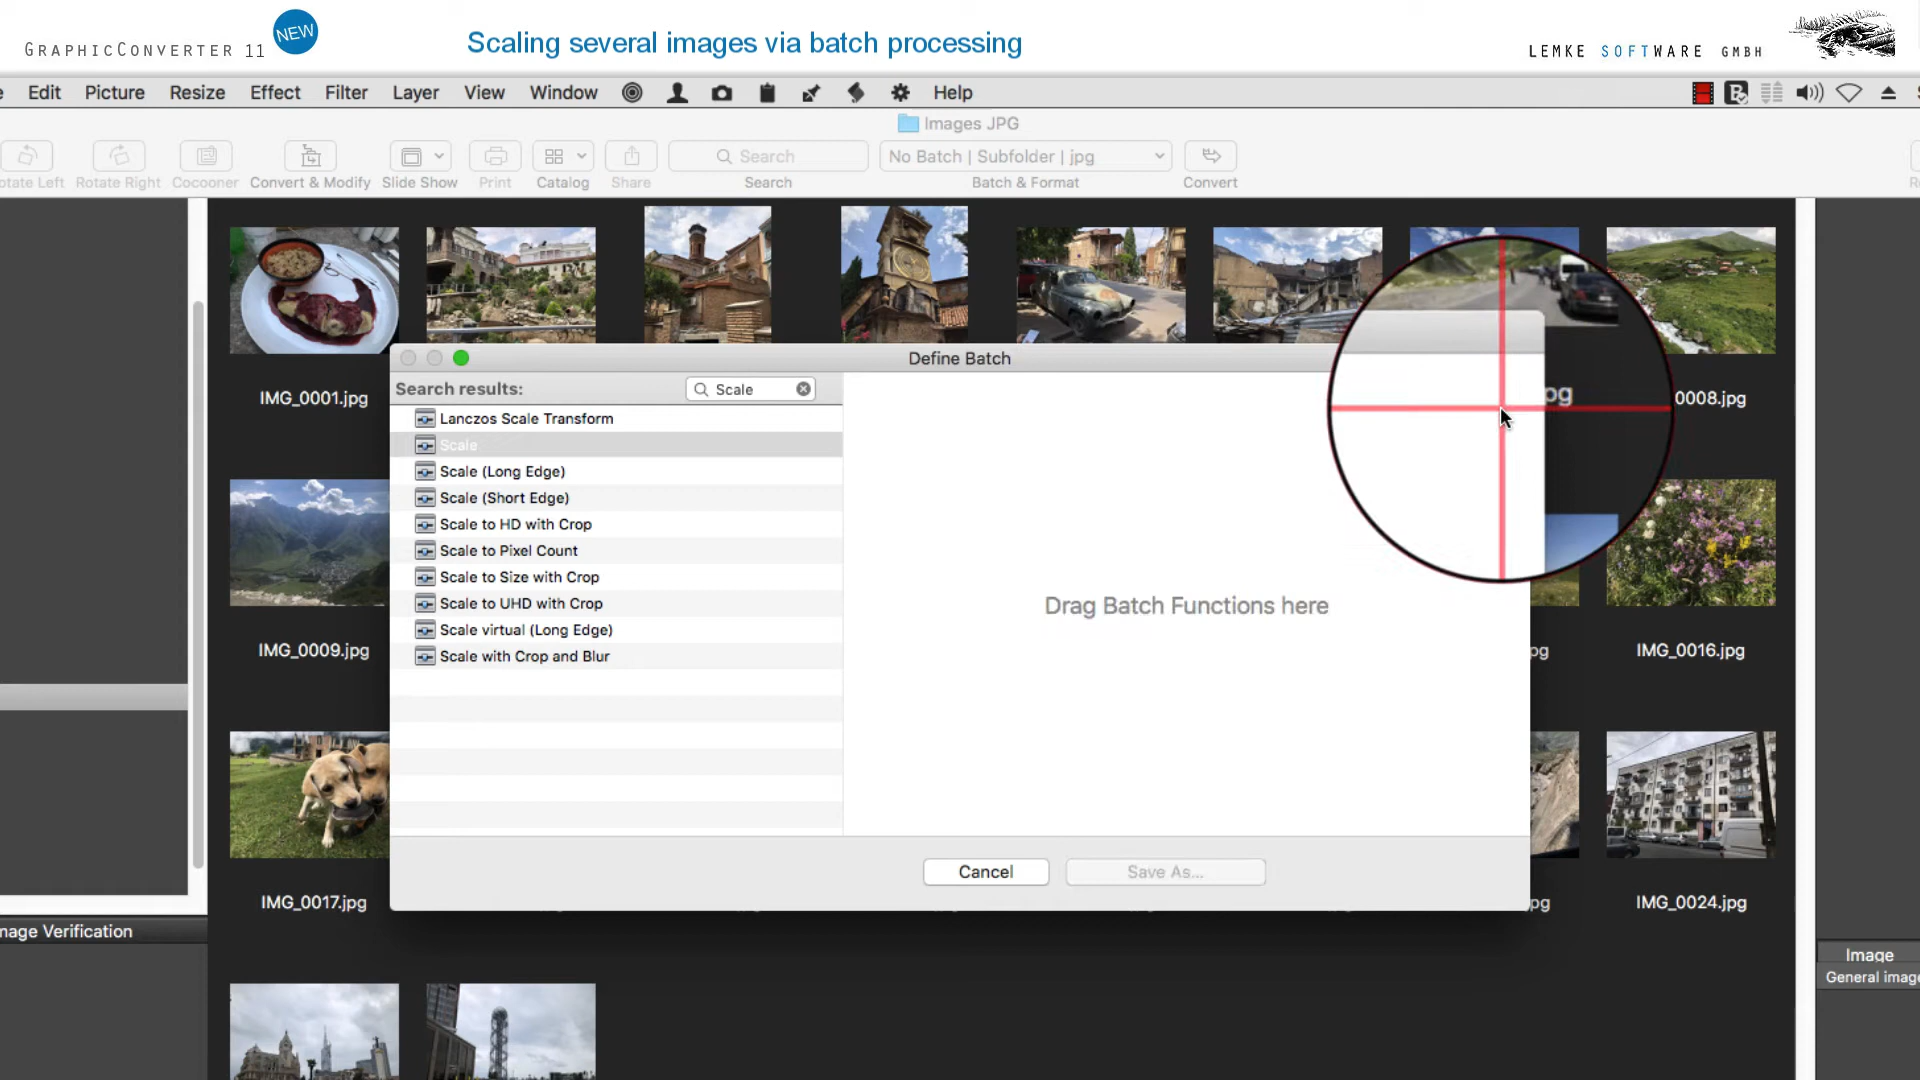 GRAPHICCONVERTER 11
NEW
Scaling several images via batch processing
LEMKE SOFTWARE GMBH
Edit Picture Resize Effect Filter Layer View Window Help
Images JPG
Search
No Batch | Subfolder | jpg
otate Left Rotate Right Cocooner Convert & Modify Slide Show Print Catalog Share Search Batch & Format Convert
Define Batch
Search results:
Scale
Lanczos Scale Transform
Scale
Scale (Long Edge)
Scale (Short Edge)
Scale to HD with Crop
Scale to Pixel Count
Scale to Size with Crop
Scale to UHD with Crop
Scale virtual (Long Edge)
Scale with Crop and Blur
Drag Batch Functions here
Cancel
Save As...
IMG_0001.jpg
pg
0008.jpg
IMG_0009.jpg
pg
IMG_0016.jpg
IMG_0017.jpg
pg
IMG_0024.jpg
mage Verification
Image
General image